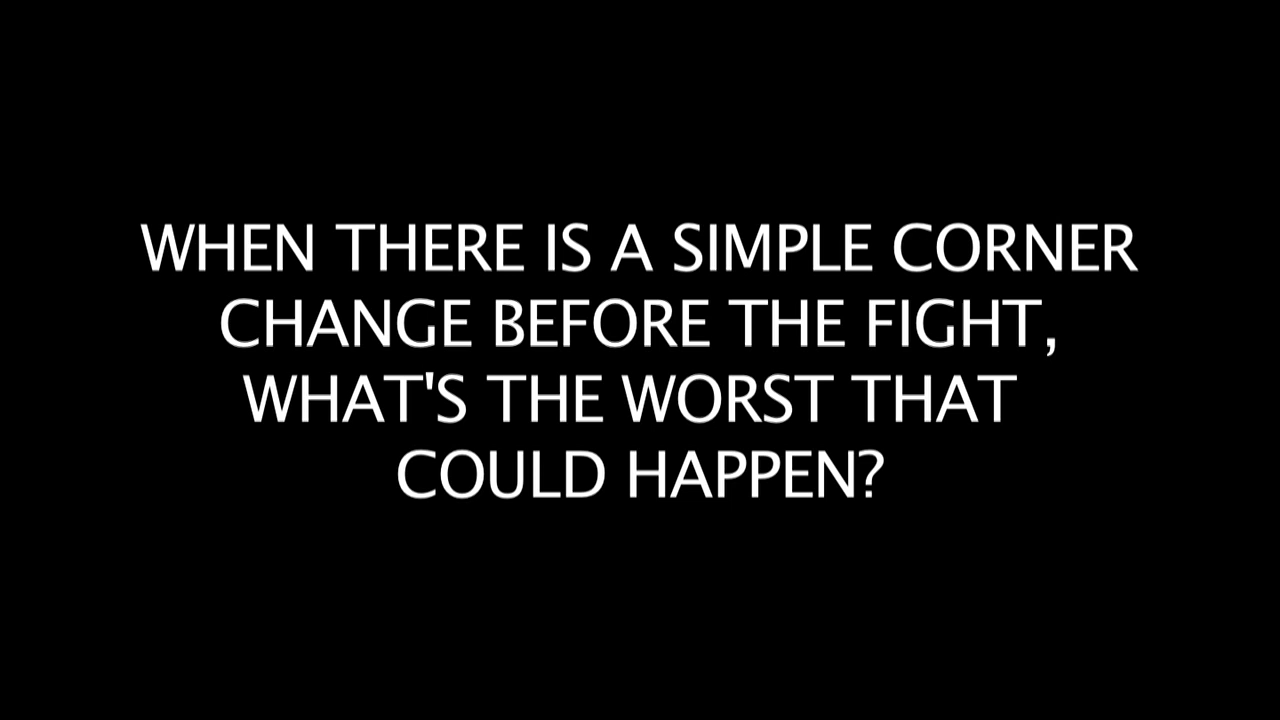 WHEN THERE IS A SIMPLE CORNER
CHANGE BEFORE THE FIGHT,
WHAT'S THE WORST THAT
COULD HAPPEN?